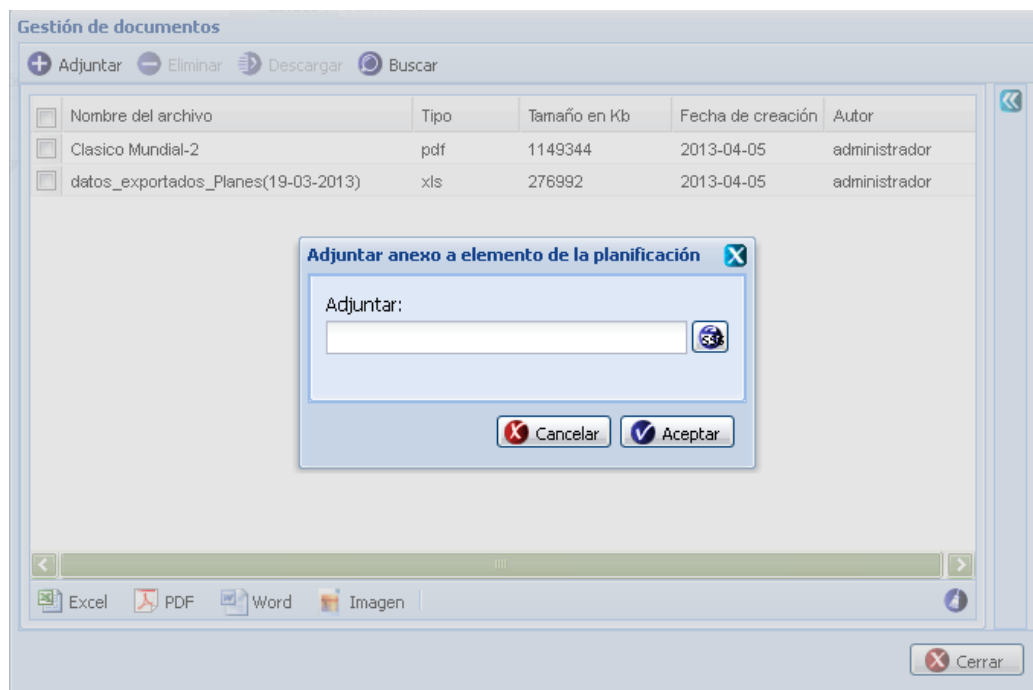 Gestión de documentos
Adjuntar Eliminar Descargar Buscar
Nombre del archivo Tipo Tamaño en Kb Fecha de creación Autor
Clasico Mundial-2 pdf 1149344 2013-04-05 administrador
datos_exportados_Planes(19-03-2013) xls 276992 2013-04-05 administrador
Adjuntar anexo a elemento de la planificación
Adjuntar:
Cancelar Aceptar
Excel PDF Word Imagen
Cerrar